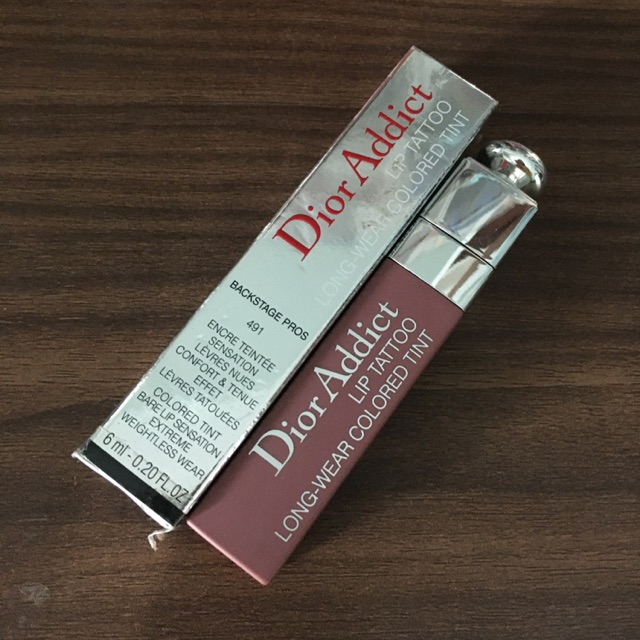 Dior Addict
LIP TATTOO
LONG-WEAR COLORED TINT
BACKSTAGE PROS
491
ENCRE TEINTÉE
SENSATION
LÈVRES NUES
CONFORT & TENUE
EFFET
LÈVRES TATOUÉES
COLORED TINT
BARE LIP SENSATION
EXTREME
WEIGHTLESS WEAR
6 ml - 0.20 FL.OZ.
Dior Addict
LIP TATTOO
LONG-WEAR COLORED TINT